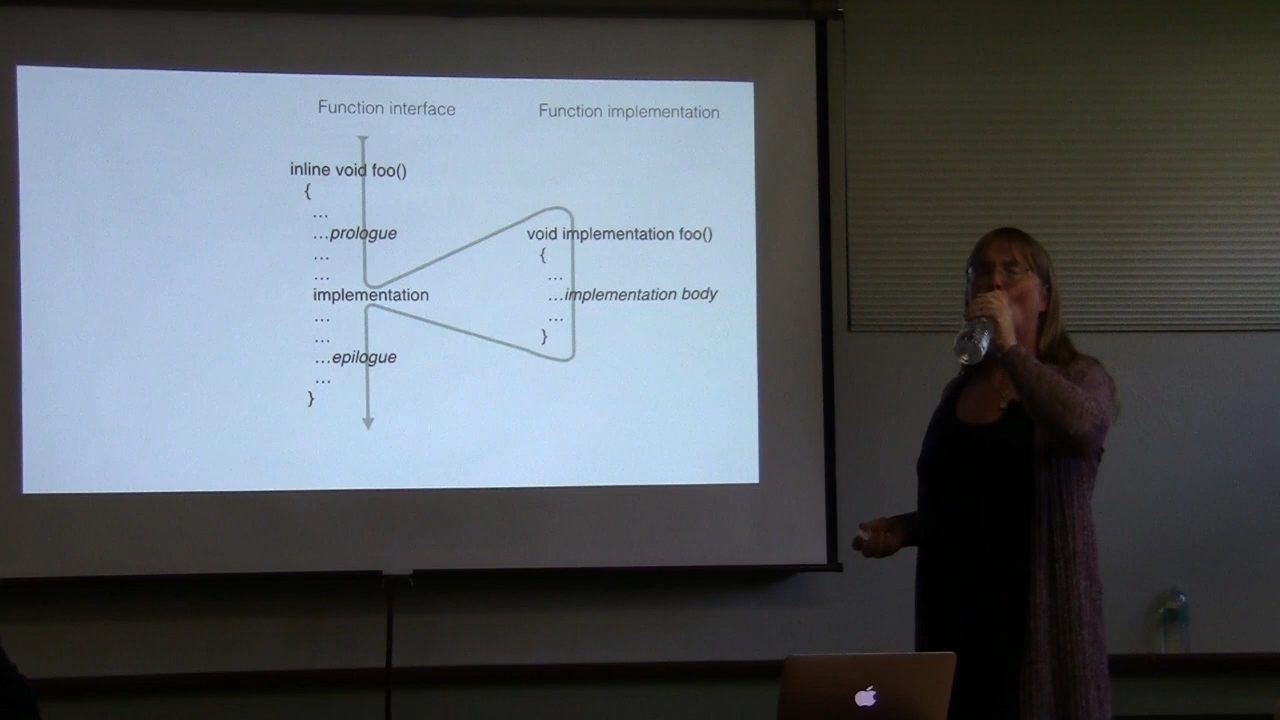 Function interface
Function implementation
inline void foo()
{
…
…prologue
…
…
implementation
…
…
…epilogue
…
}
void implementation foo()
{
…
…implementation body
…
}